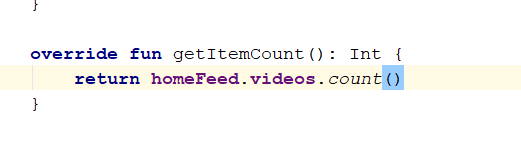 }
override fun getItemCount(): Int {
return homeFeed.videos.count()
}